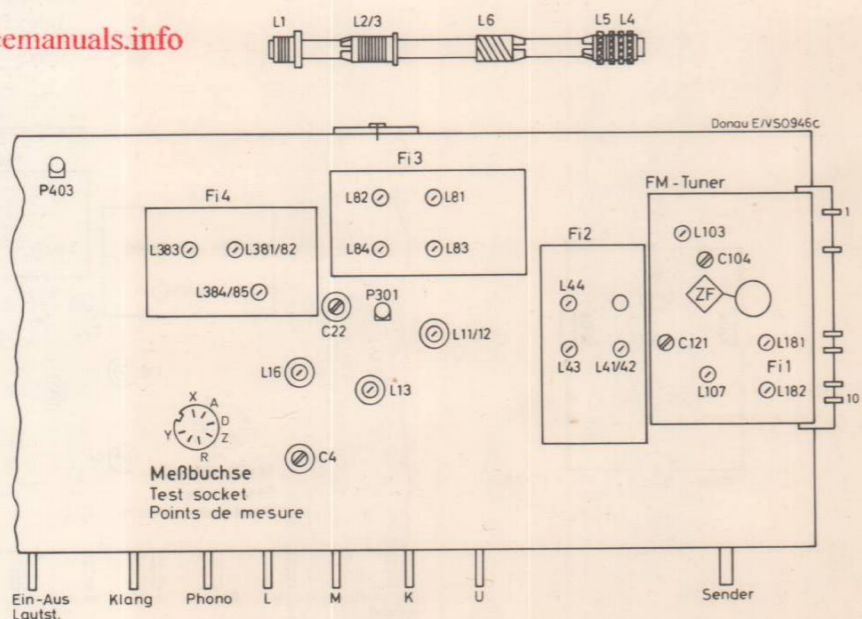 L1 L2/3 L6 L5 L4
emanuals.info
Donau E/VSO946c
P403
Fi4
Fi3
FM-Tuner
L82 L81
1
L383 L381/82
L84 L83
Fi2
L103
C104
L384/85
L44
ZF
P301
C22
L11/12
C121 L181
L43 L41/42
Fi1
L16
L13
L107 L182
10
X A D Z R Y
C4
Meßbuchse
Test socket
Points de mesure
Ein-Aus Klang Phono L M K U Sender
Lautst.